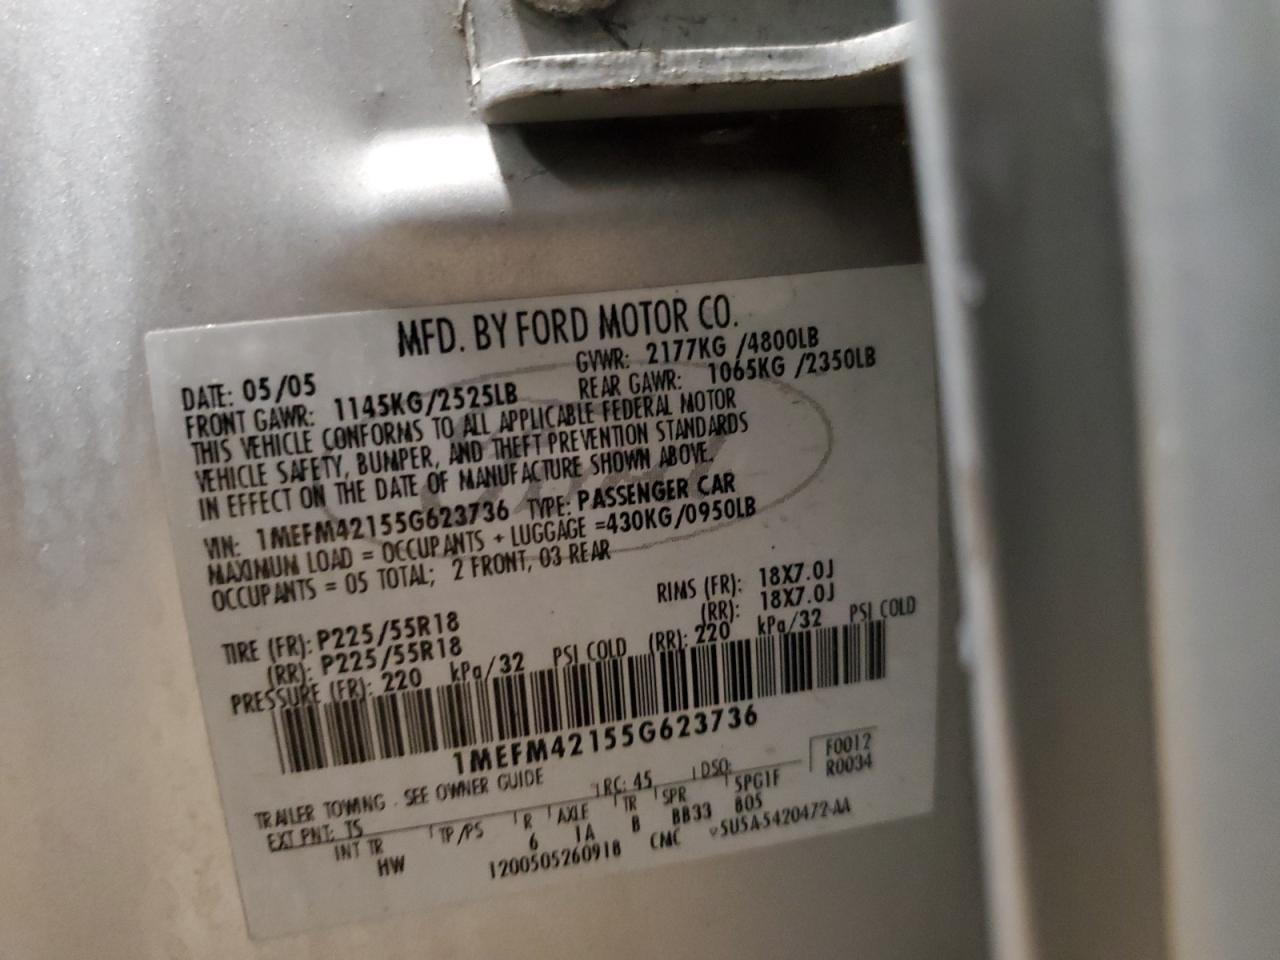 MFD. BY FORD MOTOR CO.
DATE: 05/05 GVWR: 2177KG /4800LB
FRONT GAWR: 1145KG/2525LB REAR GAWR: 1065KG /2350LB
THIS VEHICLE CONFORMS TO ALL APPLICABLE FEDERAL MOTOR
VEHICLE SAFETY, BUMPER, AND THEFT PREVENTION STANDARDS
IN EFFECT ON THE DATE OF MANUFACTURE SHOWN ABOVE.
VIN: 1MEFM42155G623736 TYPE: PASSENGER CAR
MAXIMUM LOAD = OCCUPANTS + LUGGAGE =430KG/0950LB
OCCUPANTS = 05 TOTAL; 2 FRONT, 03 REAR
RIMS (FR): 18X7.0J
TIRE (FR): P225/55R18 (RR): 18X7.0J
(RR): P225/55R18
PRESSURE (FR): 220 kPa/32 PSI COLD (RR): 220 kPa/32 PSI COLD
1MEFM42155G623736
TRAILER TOWING . SEE OWNER GUIDE
EXT PNT: TS RC: 45 DSO: F0012
INT TR TP/PS R AXLE TR SPR SPG1F R0034
HW 6 1A B BB33 B05
1200505260918 CMC 5U5A-5420472-AA